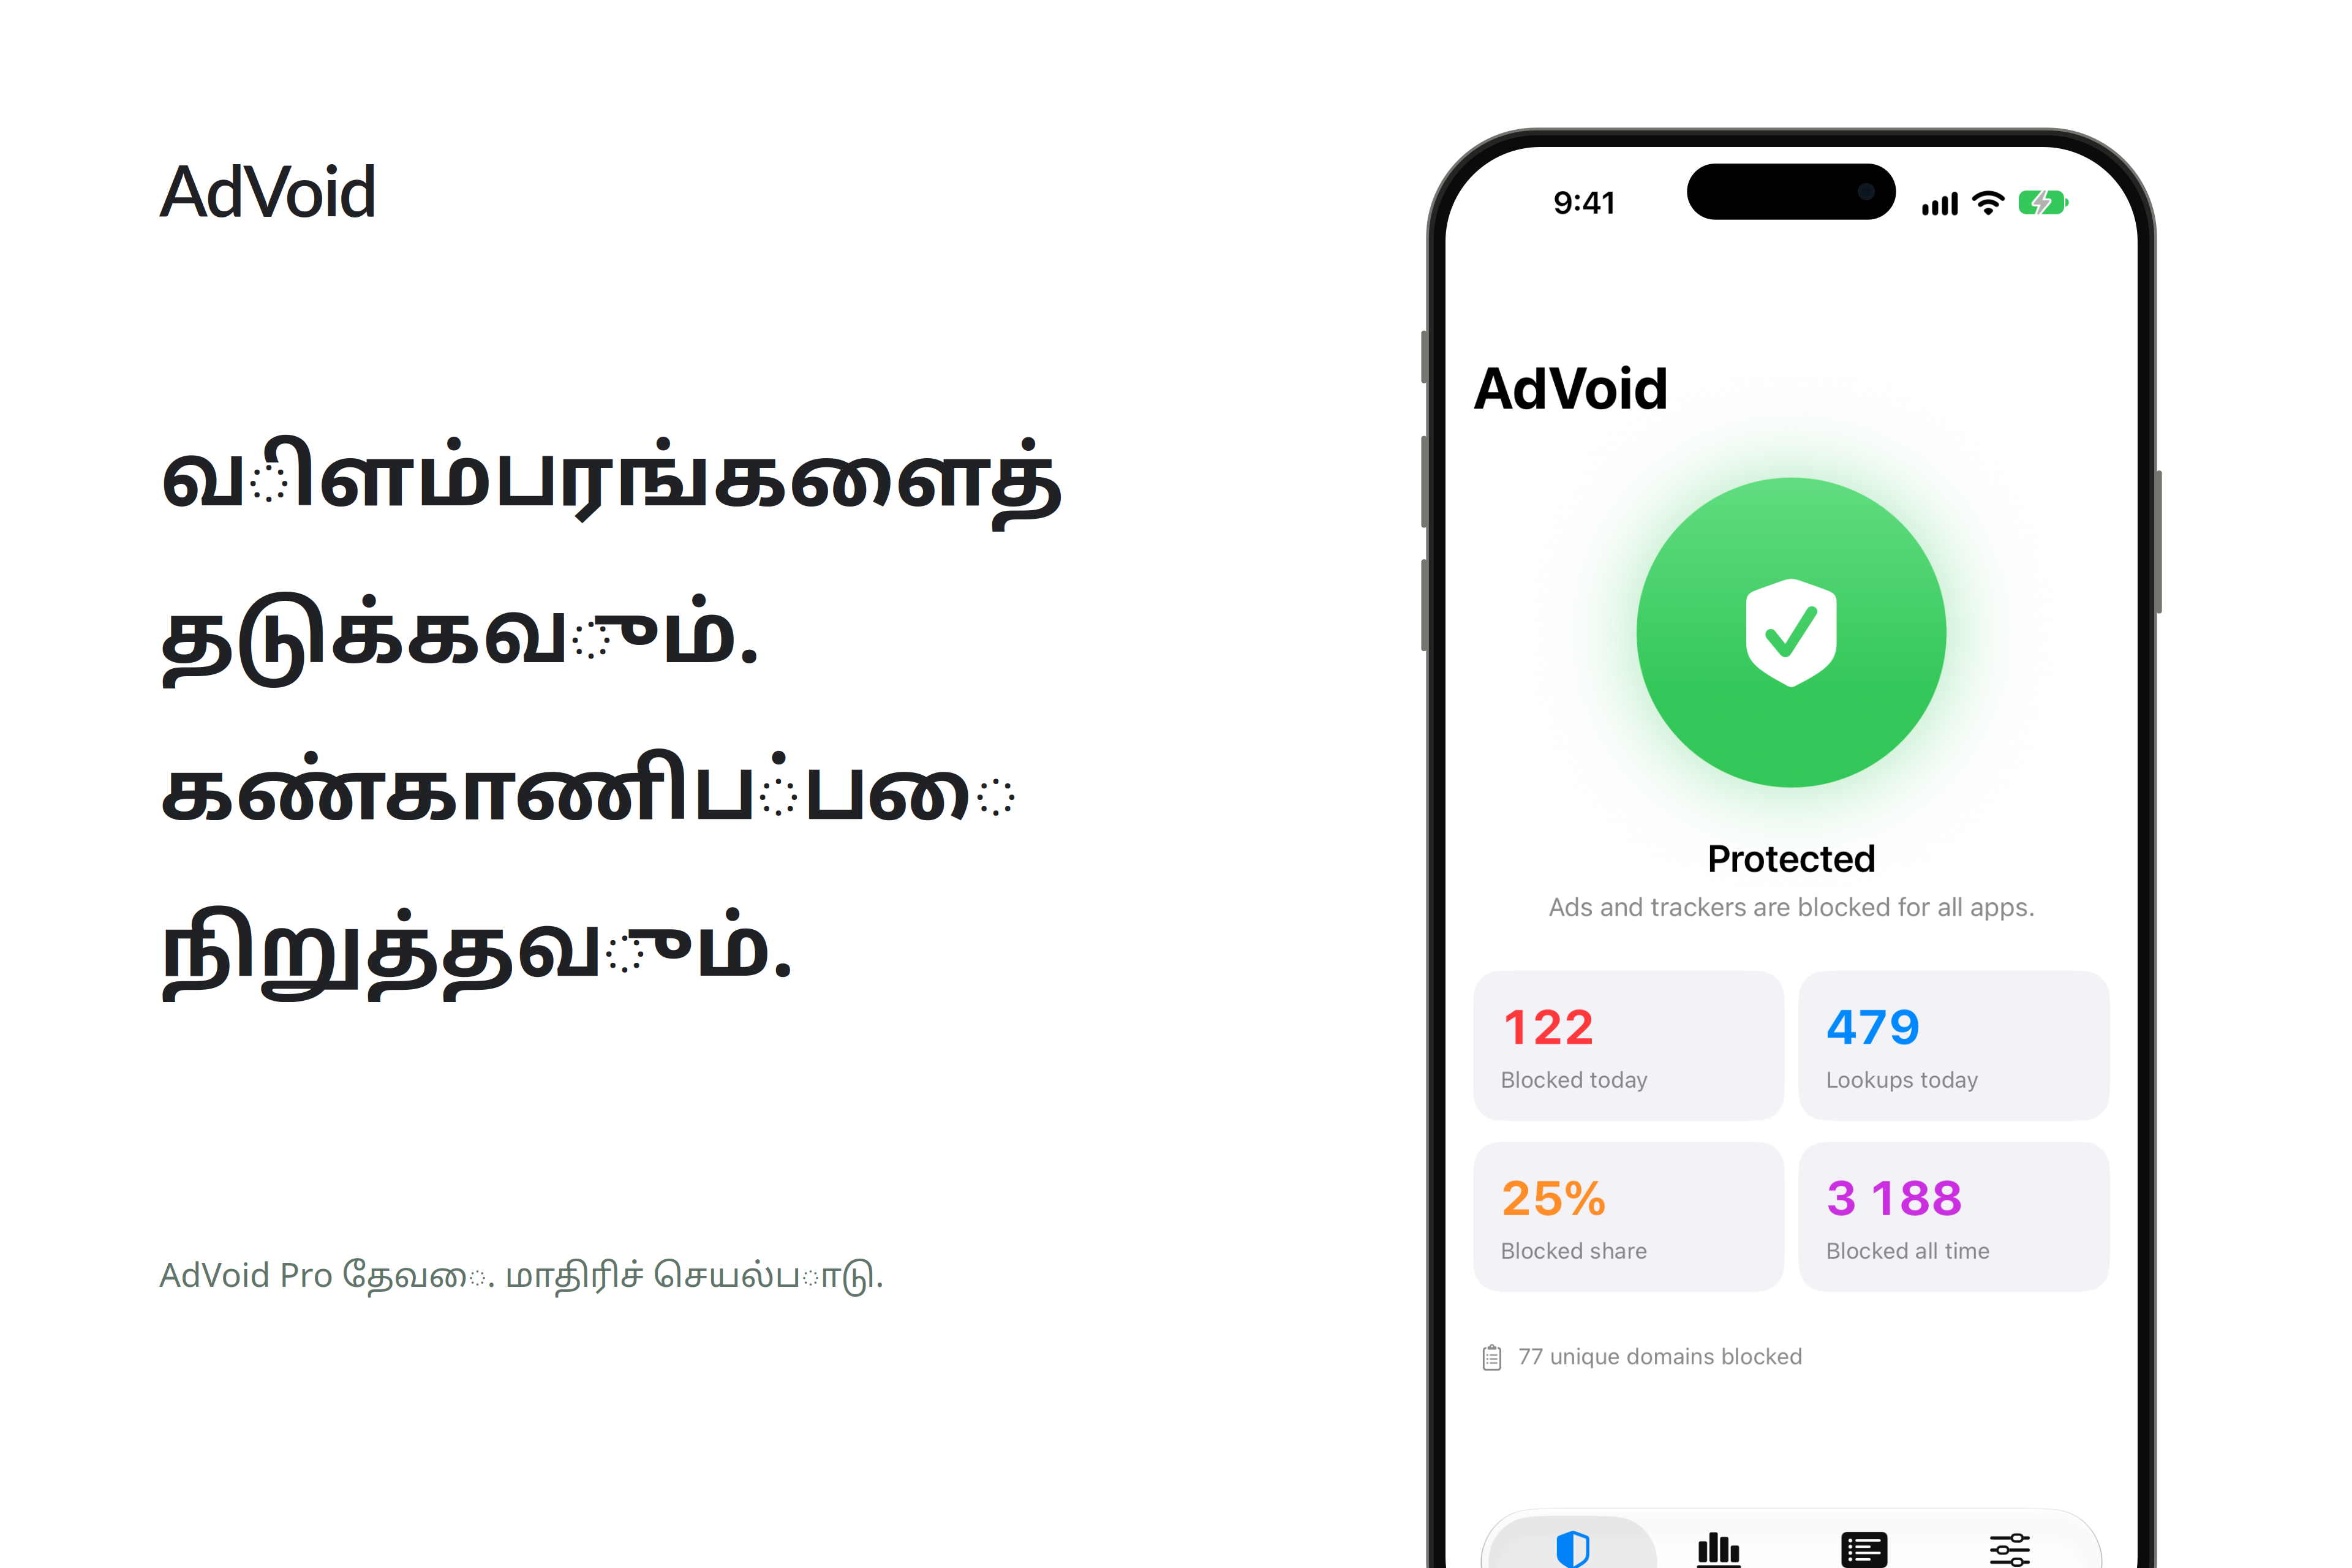 AdVoid
விளம்பரங்களைத்
தடுக்கவும்.
கண்காணிப்பை
நிறுத்தவும்.
AdVoid Pro தேவை. மாதிரிச் செயல்பாடு.
9:41
AdVoid
Protected
Ads and trackers are blocked for all apps.
122
Blocked today
479
Lookups today
25%
Blocked share
3 188
Blocked all time
77 unique domains blocked